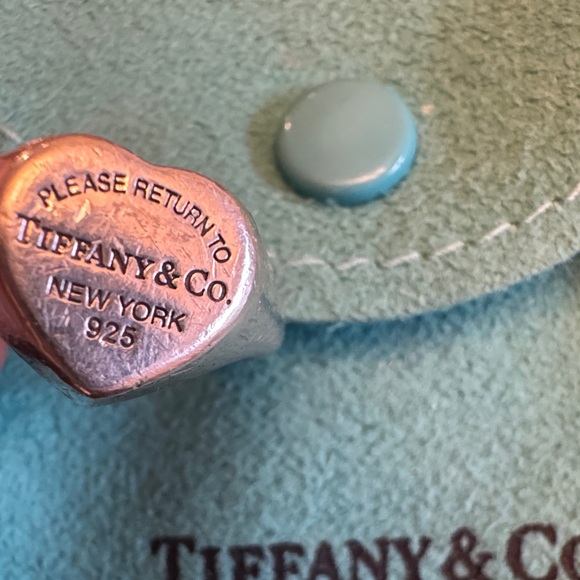 PLEASE RETURN TO
TIFFANY & CO.
NEW YORK
925
TIFFANY & CO